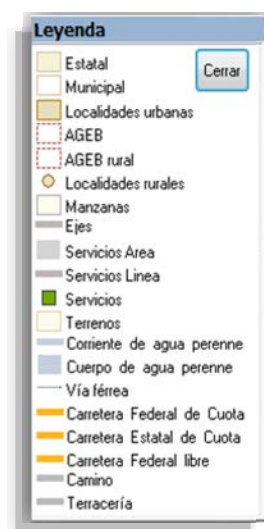 Leyenda
Cerrar
Estatal
Municipal
Localidades urbanas
AGEB
AGEB rural
Localidades rurales
Manzanas
Ejes
Servicios Area
Servicios Linea
Servicios
Terrenos
Corriente de agua perenne
Cuerpo de agua perenne
Vía férrea
Carretera Federal de Cuota
Carretera Estatal de Cuota
Carretera Federal libre
Camino
Terracería